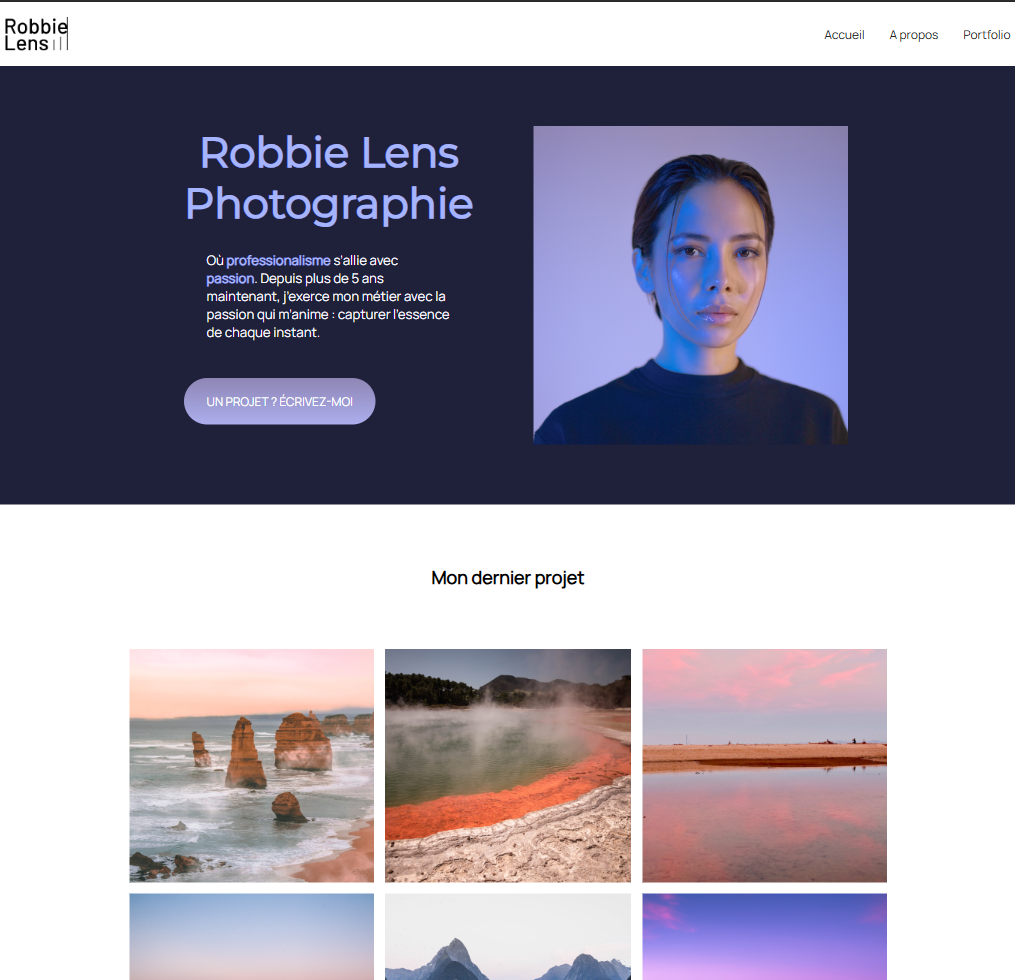 Robbie
Lens
Accueil
A propos
Portfolio
Robbie Lens
Photographie
Où professionalisme s'allie avec
passion. Depuis plus de 5 ans
maintenant, j'exerce mon métier avec la
passion qui m'anime : capturer l'essence
de chaque instant.
UN PROJET ? ÉCRIVEZ-MOI
Mon dernier projet